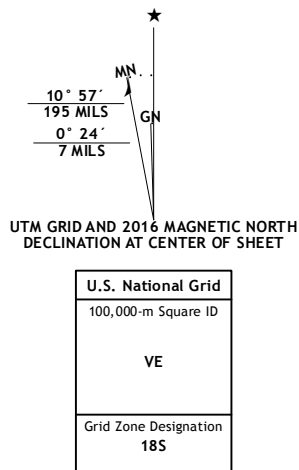 ★
MN
GN
10° 57´
195 MILS
0° 24´
7 MILS
UTM GRID AND 2016 MAGNETIC NORTH
DECLINATION AT CENTER OF SHEET
U.S. National Grid
100,000-m Square ID
VE
Grid Zone Designation
18S